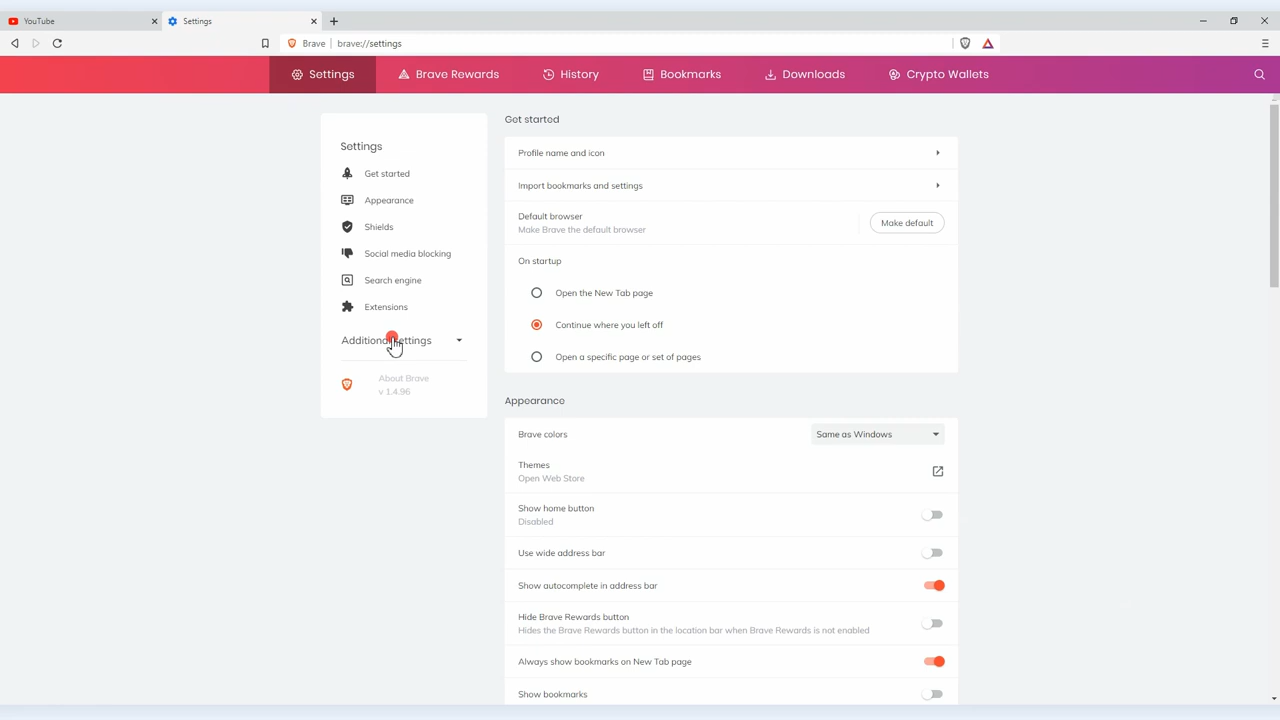 YouTube
Settings
Brave
brave://settings
Settings
Brave Rewards
History
Bookmarks
Downloads
Crypto Wallets
Settings
Get started
Appearance
Shields
Social media blocking
Search engine
Extensions
Additional settings
About Brave
v 1.4.96
Get started
Profile name and icon
Import bookmarks and settings
Default browser
Make Brave the default browser
Make default
On startup
Open the New Tab page
Continue where you left off
Open a specific page or set of pages
Appearance
Brave colors
Same as Windows
Themes
Open Web Store
Show home button
Disabled
Use wide address bar
Show autocomplete in address bar
Hide Brave Rewards button
Hides the Brave Rewards button in the location bar when Brave Rewards is not enabled
Always show bookmarks on New Tab page
Show bookmarks